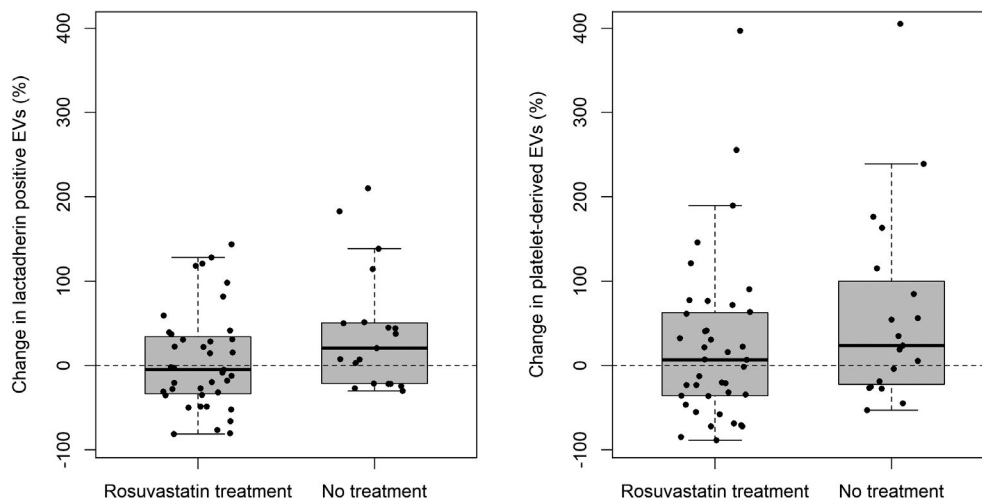 Change in lactadherin positive EVs (%)
400
300
200
100
0
-100
Rosuvastatin treatment
No treatment
Change in platelet-derived EVs (%)
400
300
200
100
0
-100
Rosuvastatin treatment
No treatment